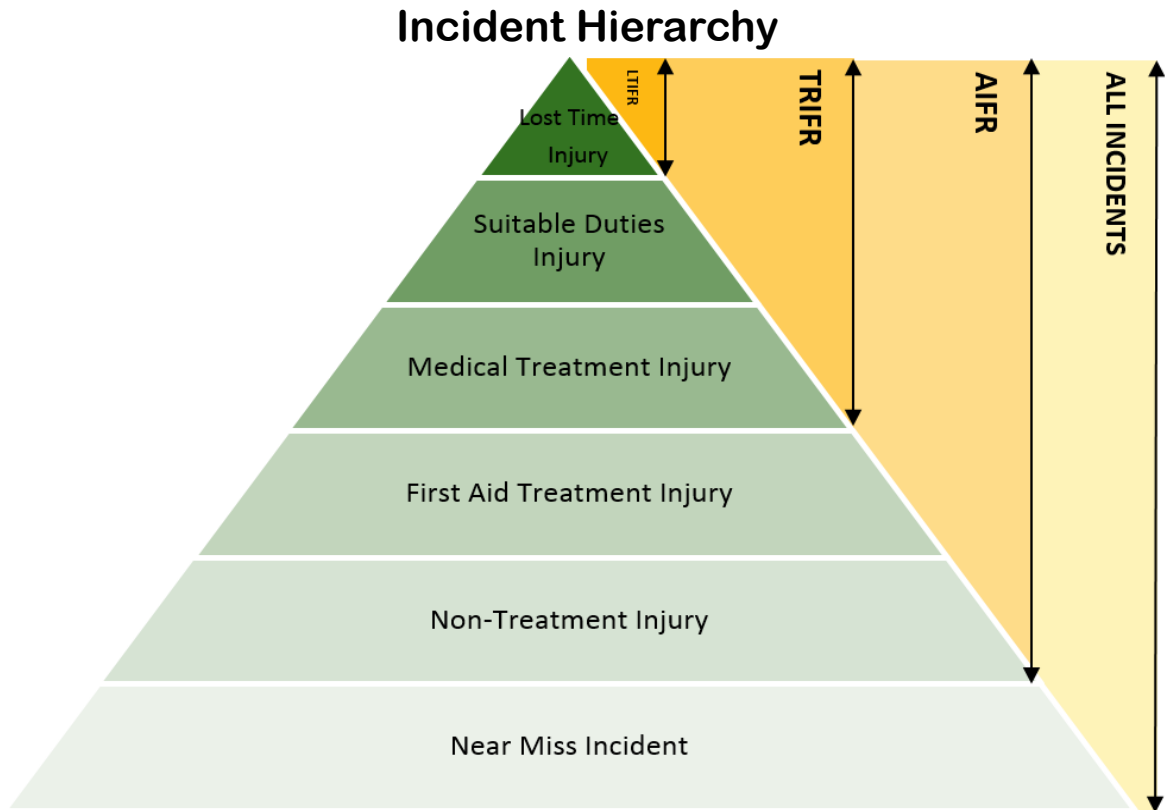 Incident Hierarchy
LTIFR
TRIFR
AIFR
ALL INCIDENTS
Lost Time
Injury
Suitable Duties
Injury
Medical Treatment Injury
First Aid Treatment Injury
Non-Treatment Injury
Near Miss Incident